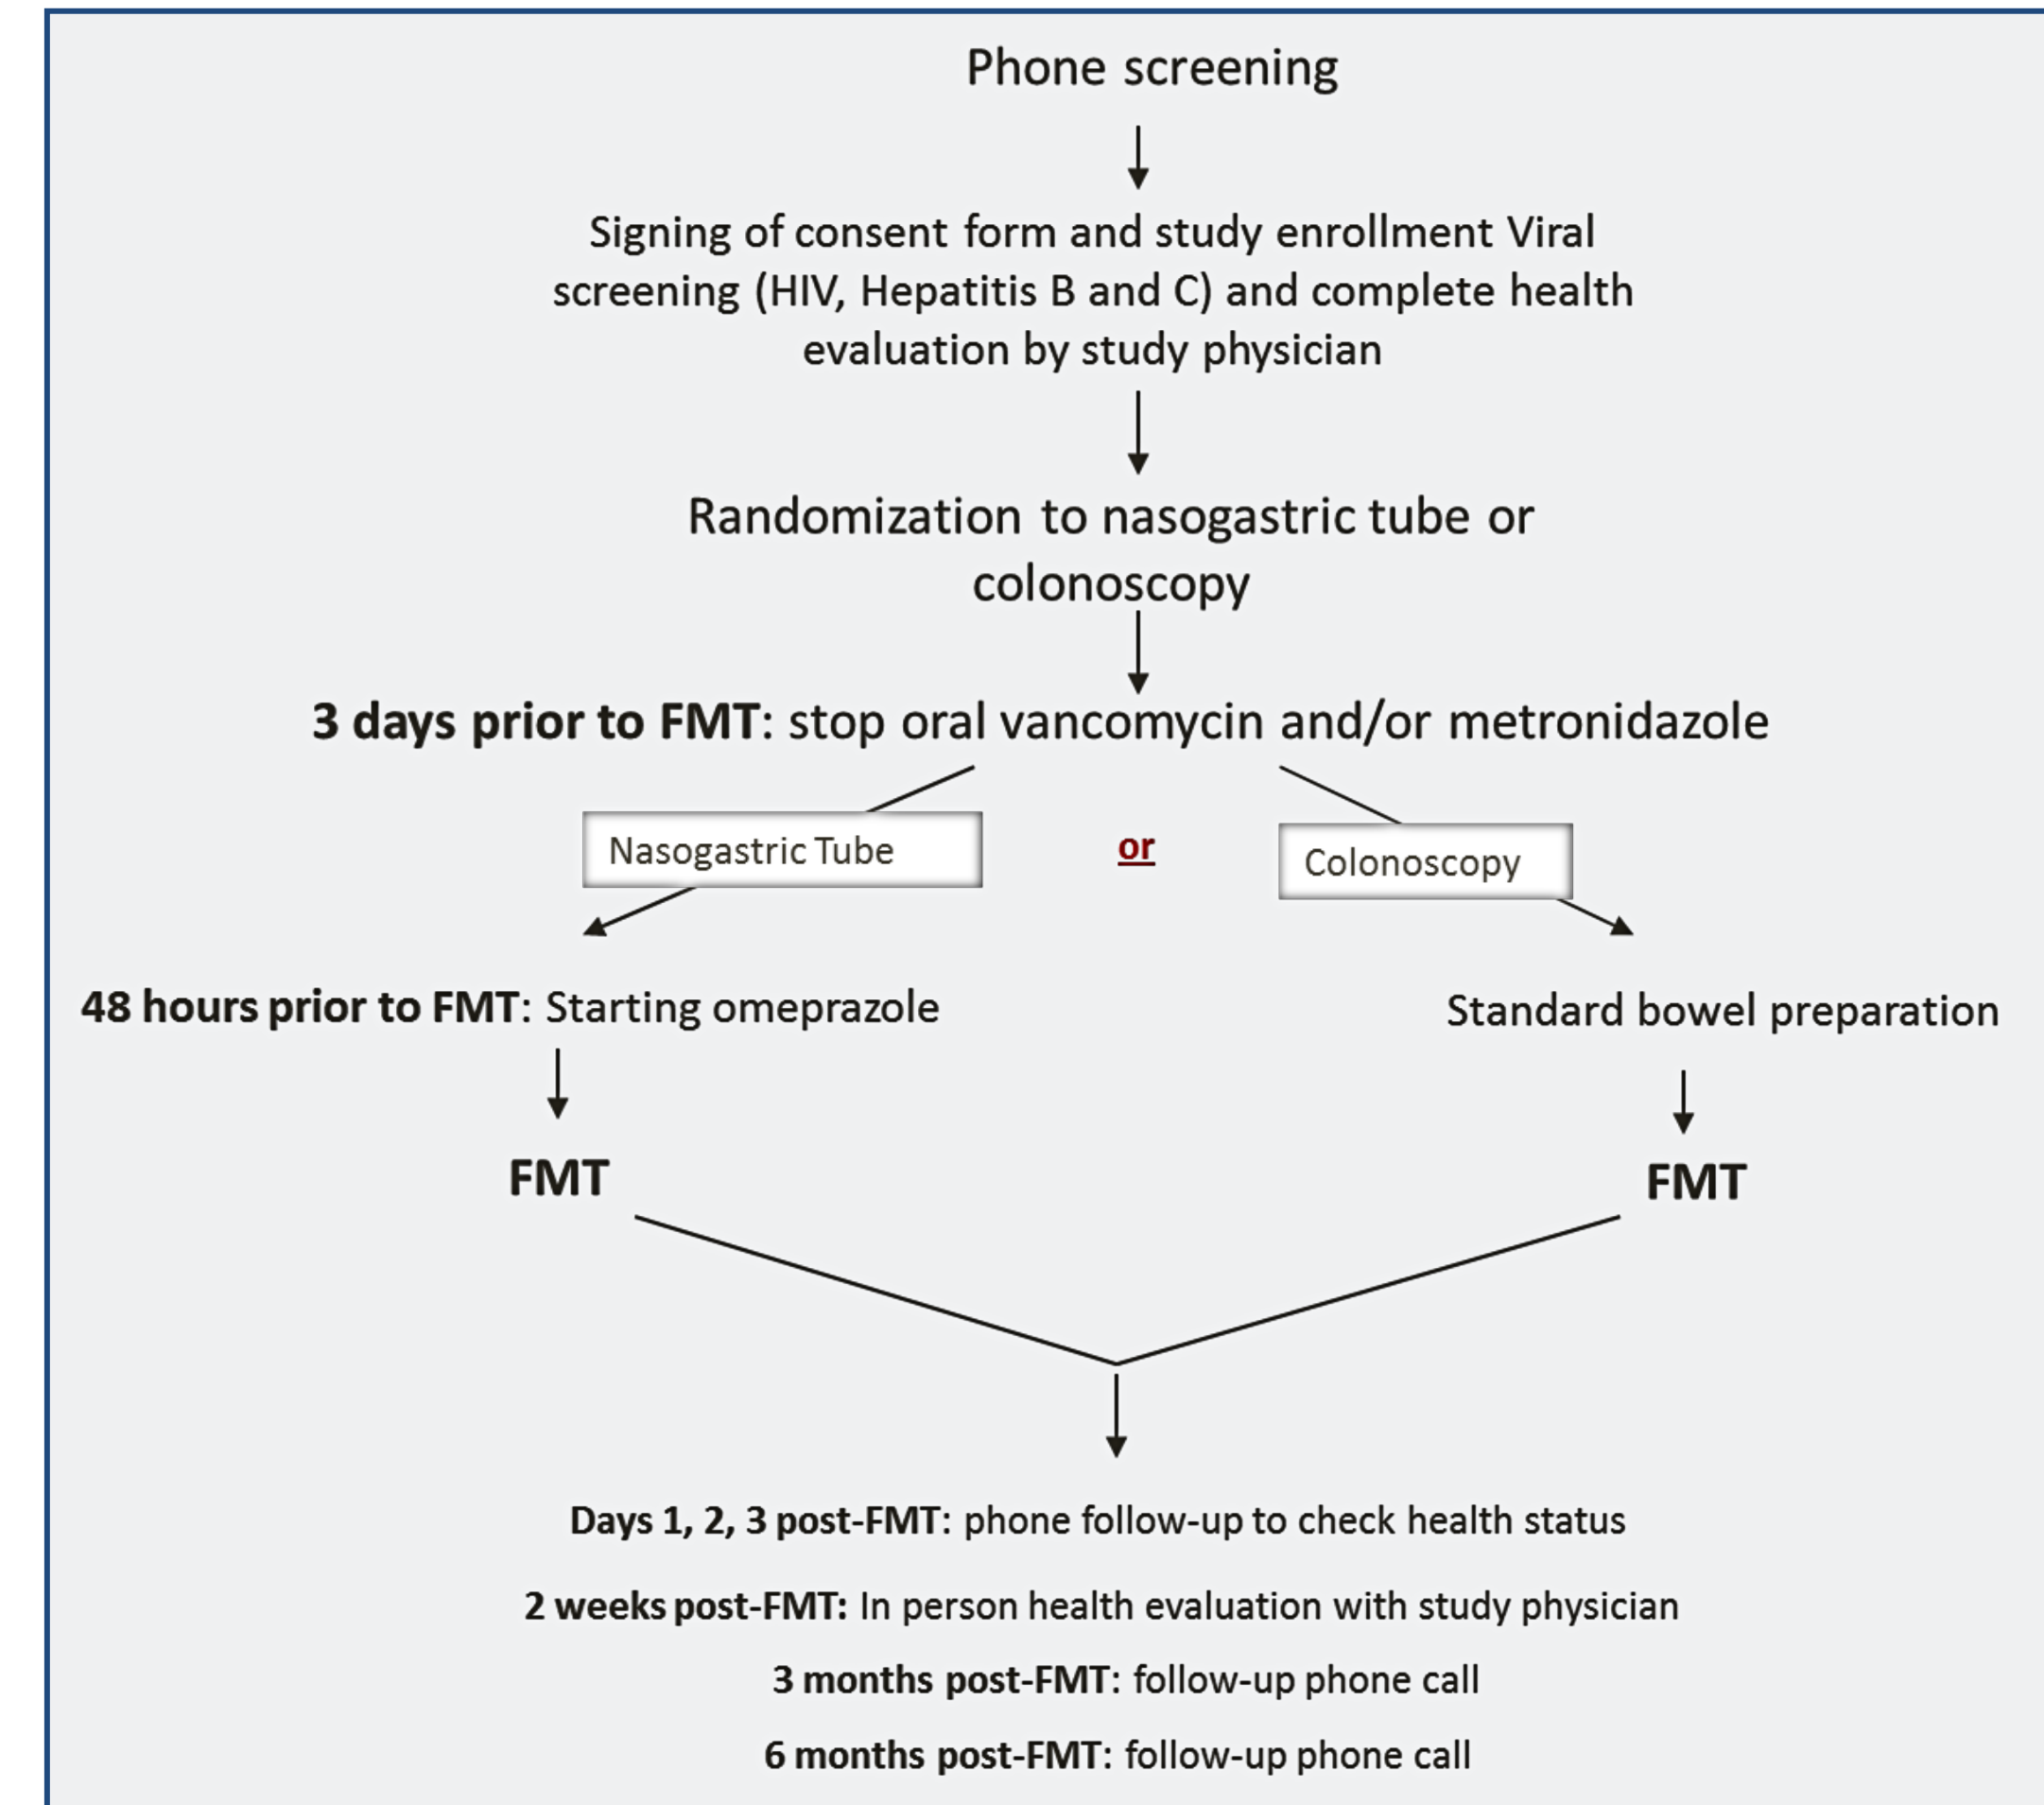 Phone screening
Signing of consent form and study enrollment Viral
screening (HIV, Hepatitis B and C) and complete health
evaluation by study physician
Randomization to nasogastric tube or
colonoscopy
3 days prior to FMT: stop oral vancomycin and/or metronidazole
Nasogastric Tube
or
Colonoscopy
48 hours prior to FMT: Starting omeprazole
Standard bowel preparation
FMT
FMT
Days 1, 2, 3 post-FMT: phone follow-up to check health status
2 weeks post-FMT: In person health evaluation with study physician
3 months post-FMT: follow-up phone call
6 months post-FMT: follow-up phone call